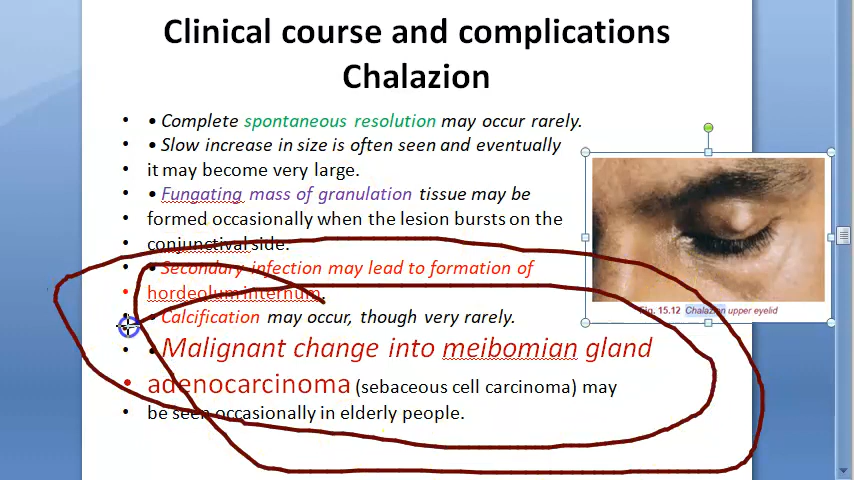 Clinical course and complications
Chalazion
• • Complete spontaneous resolution may occur rarely.
• • Slow increase in size is often seen and eventually
• it may become very large.
• • Fungating mass of granulation tissue may be
• formed occasionally when the lesion bursts on the
• conjunctival side.
• • Secondary infection may lead to formation of
• hordeolum internum.
• • Calcification may occur, though very rarely.
• • Malignant change into meibomian gland
• adenocarcinoma (sebaceous cell carcinoma) may
• be seen occasionally in elderly people.
Fig. 15.12 Chalazion upper eyelid